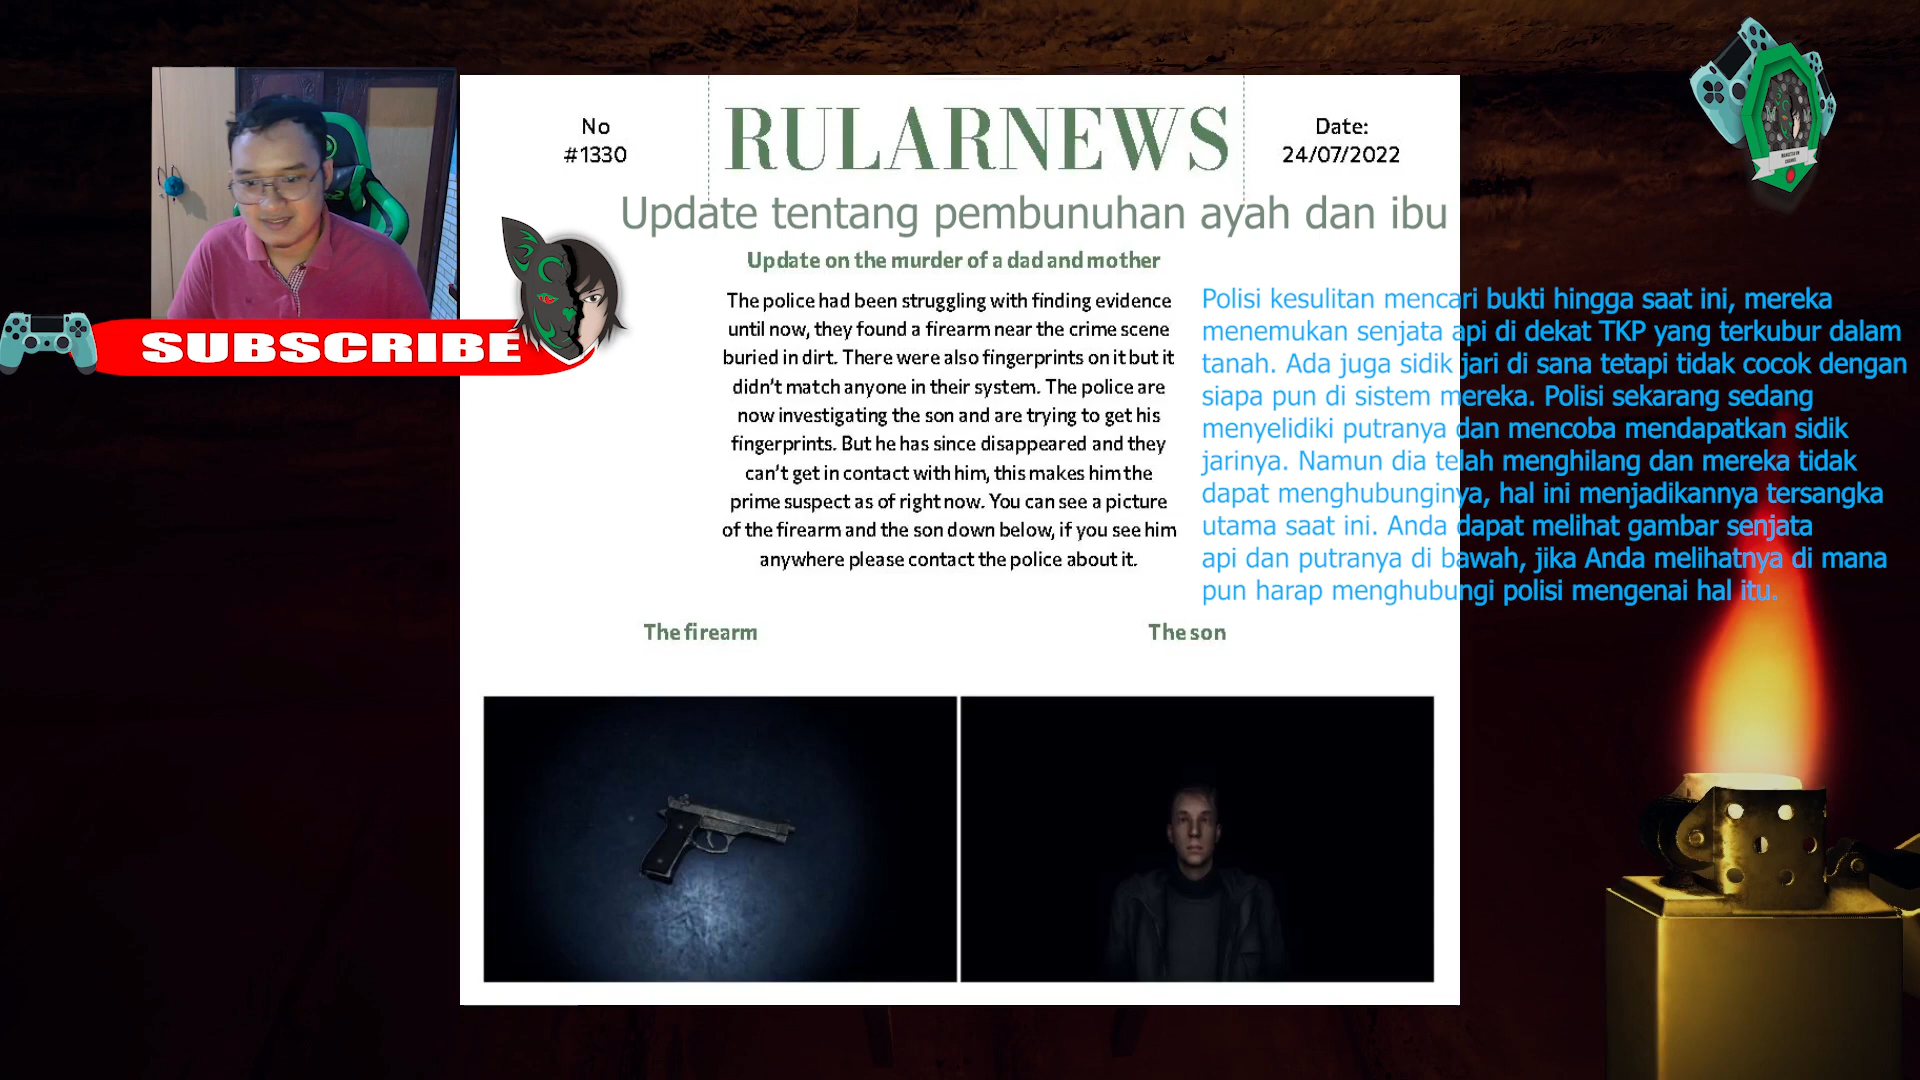 No
#1330
RULARNEWS
Date:
24/07/2022
Update tentang pembunuhan ayah dan ibu
Update on the murder of a dad and mother
The police had been struggling with finding evidence
until now, they found a firearm near the crime scene
buried in dirt. There were also fingerprints on it but it
didn't match anyone in their system. The police are
now investigating the son and are trying to get his
fingerprints. But he has since disappeared and they
can't get in contact with him, this makes him the
prime suspect as of right now. You can see a picture
of the firearm and the son down below, if you see him
anywhere please contact the police about it.
Polisi kesulitan mencari bukti hingga saat ini, mereka
menemukan senjata api di dekat TKP yang terkubur dalam
tanah. Ada juga sidik jari di sana tetapi tidak cocok dengan
siapa pun di sistem mereka. Polisi sekarang sedang
menyelidiki putranya dan mencoba mendapatkan sidik
jarinya. Namun dia telah menghilang dan mereka tidak
dapat menghubunginya, hal ini menjadikannya tersangka
utama saat ini. Anda dapat melihat gambar senjata
api dan putranya di bawah, jika Anda melihatnya di mana
pun harap menghubungi polisi mengenai hal itu.
SUBSCRIBE
The firearm
The son